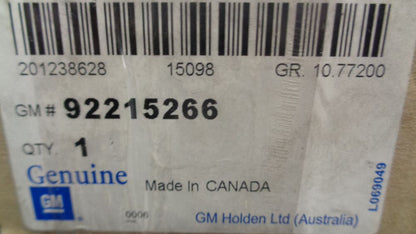 201238628 15098 GR. 10.77200
GM # 92215266
QTY. 1
Genuine
GM
Made In CANADA
0006
GM Holden Ltd (Australia)
L069049